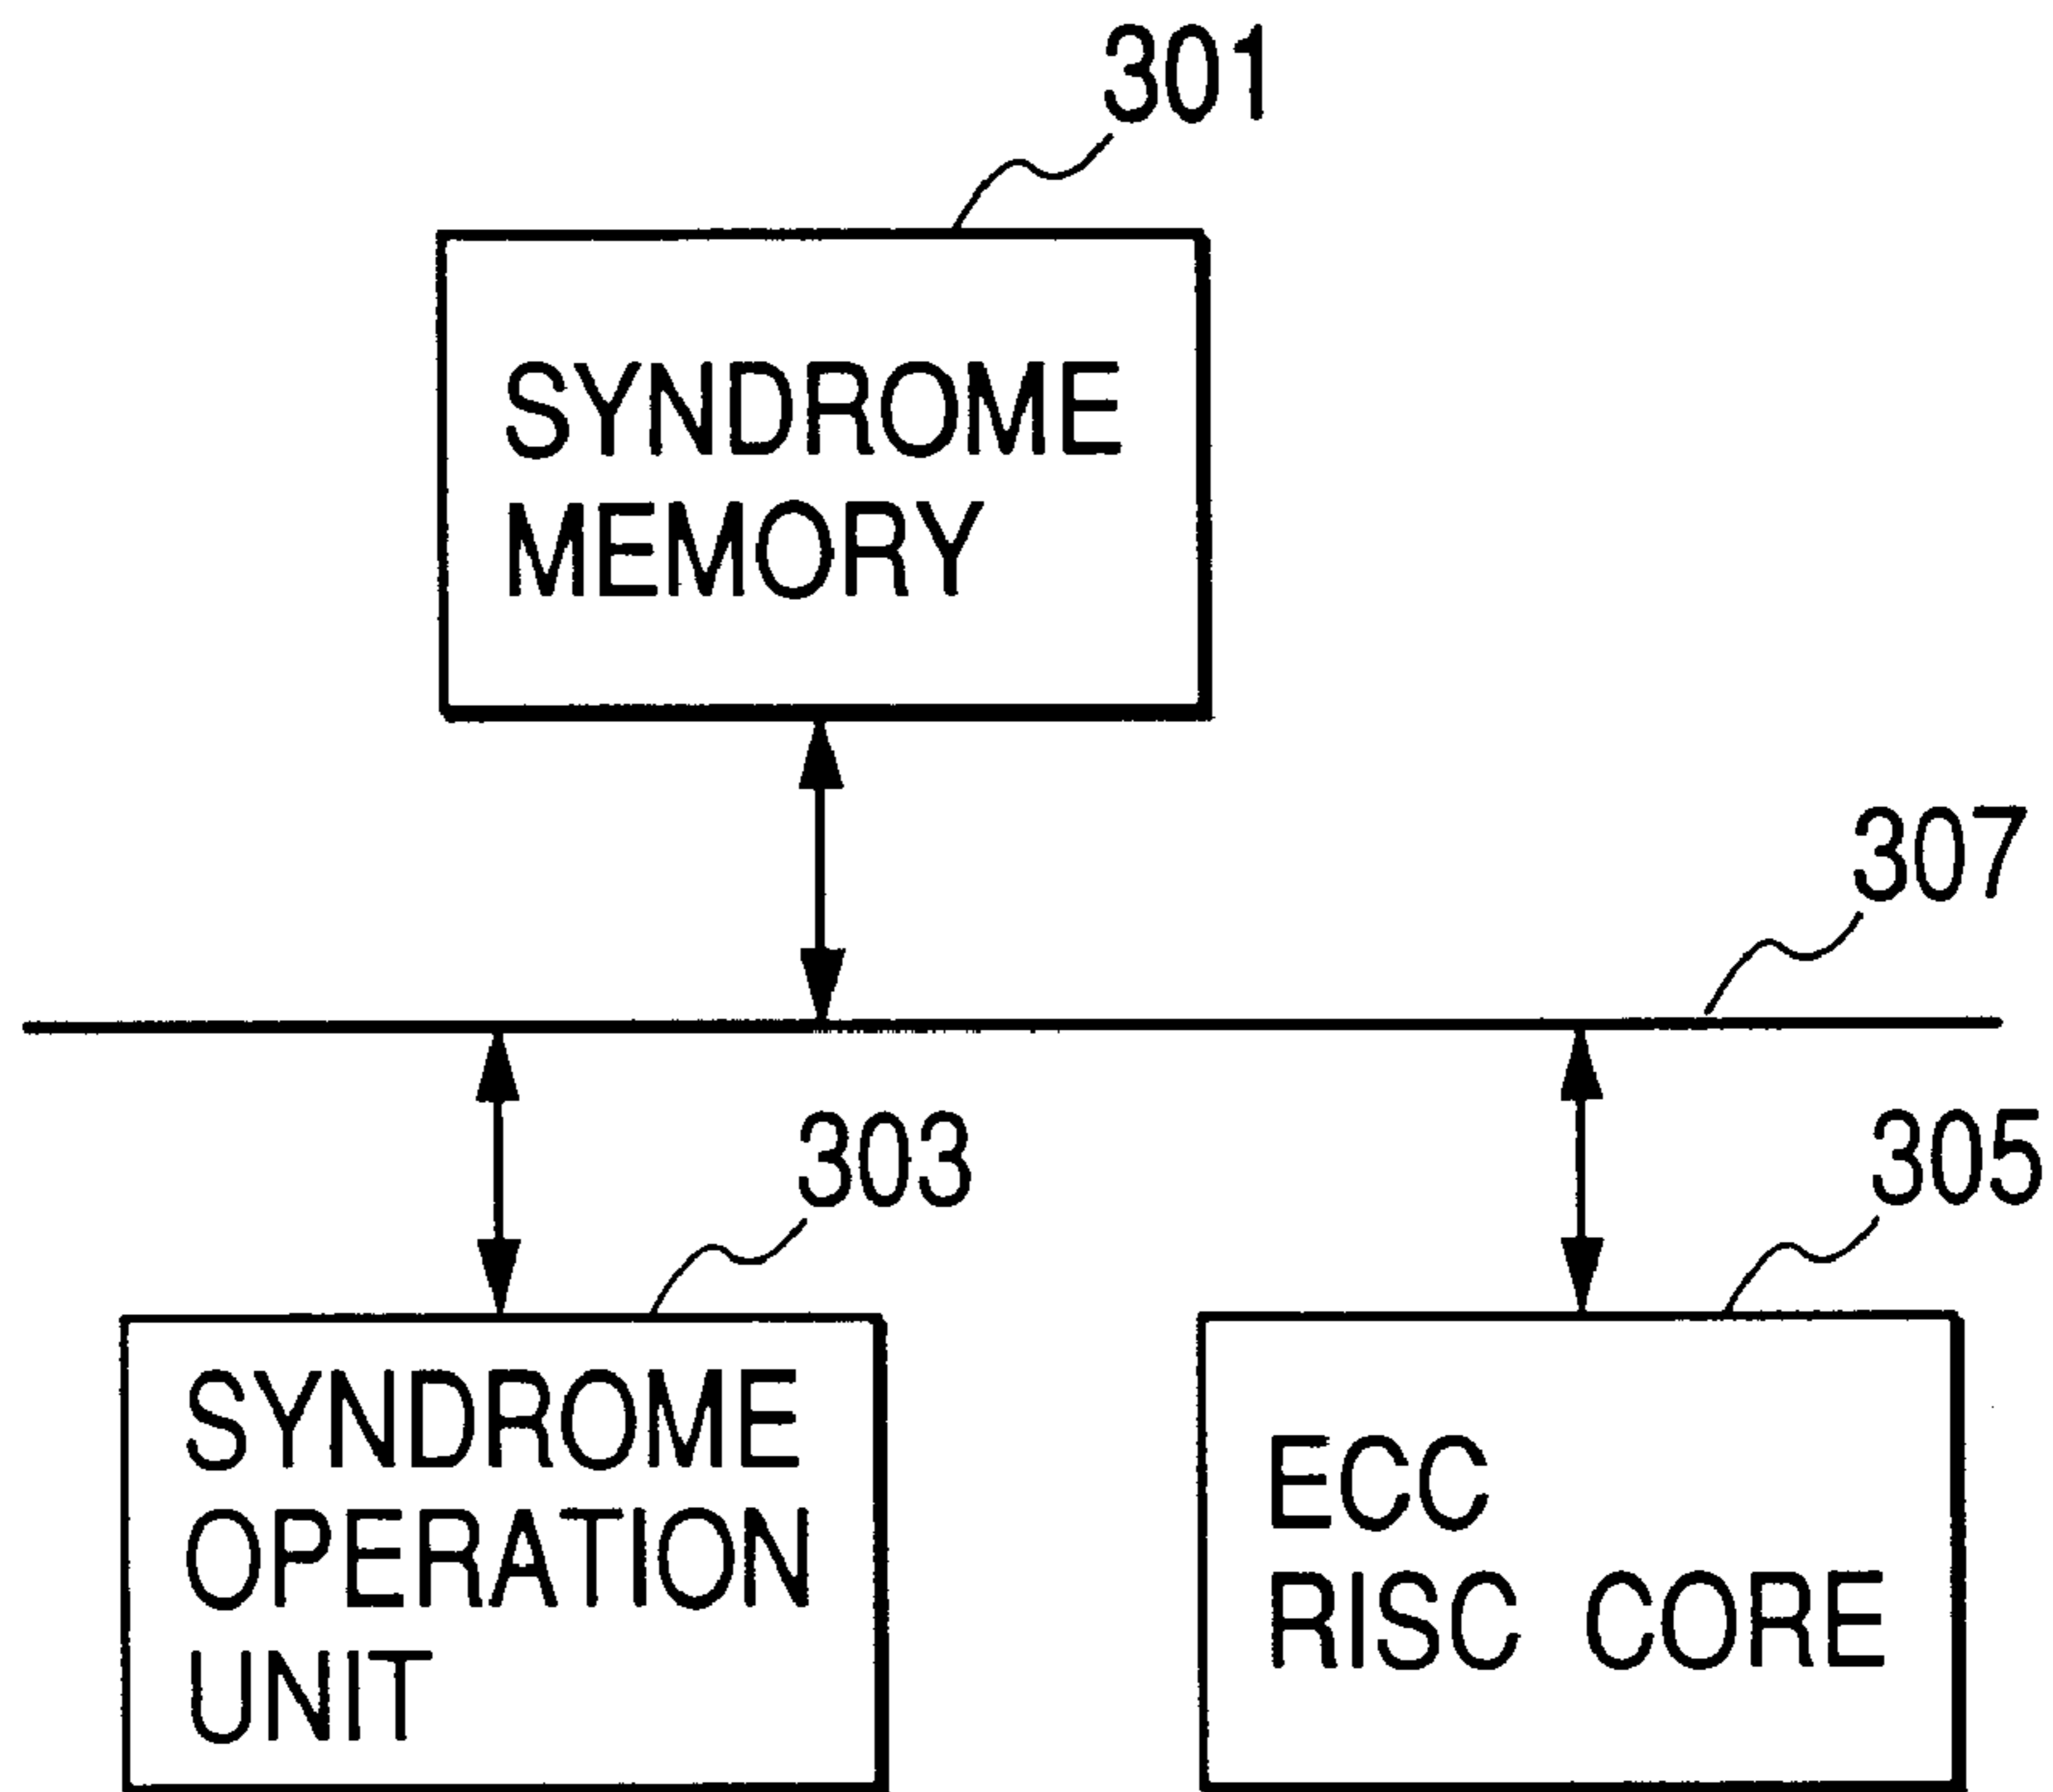 301
SYNDROME
MEMORY
307
303
305
SYNDROME
OPERATION
UNIT
ECC
RISC CORE